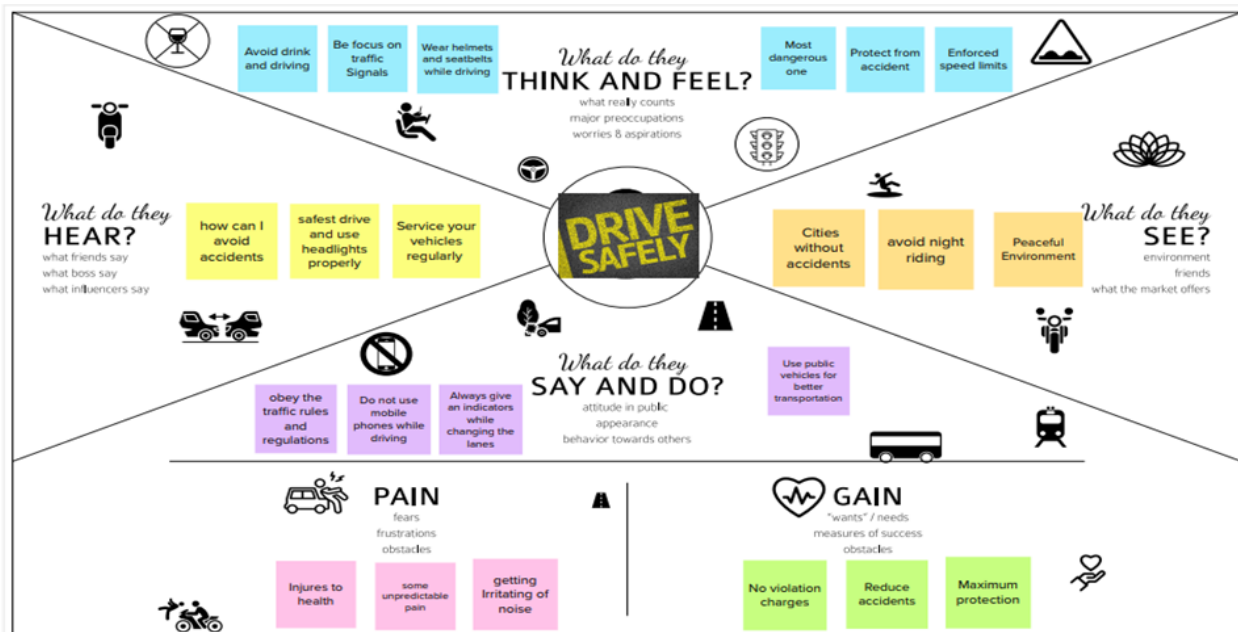 Avoid drink
and driving
Be focus on
traffic
Signals
Wear helmets
and seatbelts
while driving
What do they
THINK AND FEEL?
what really counts
major preoccupations
worries & aspirations
Most
dangerous
one
Protect from
accident
Enforced
speed limits
What do they
HEAR?
what friends say
what boss say
what influencers say
how can I
avoid
accidents
safest drive
and use
headlights
properly
Service your
vehicles
regularly
DRIVE
SAFELY
Cities
without
accidents
avoid night
riding
Peaceful
Environment
What do they
SEE?
environment
friends
what the market offers
What do they
SAY AND DO?
attitude in public
appearance
behavior towards others
obey the
traffic rules
and
regulations
Do not use
mobile
phones while
driving
Always give
an indicators
while
changing the
lanes
Use public
vehicles for
better
transportation
PAIN
fears
frustrations
obstacles
Injures to
health
some
unpredictable
pain
getting
Irritating of
noise
GAIN
"wants" / needs
measures of success
obstacles
No violation
charges
Reduce
accidents
Maximum
protection